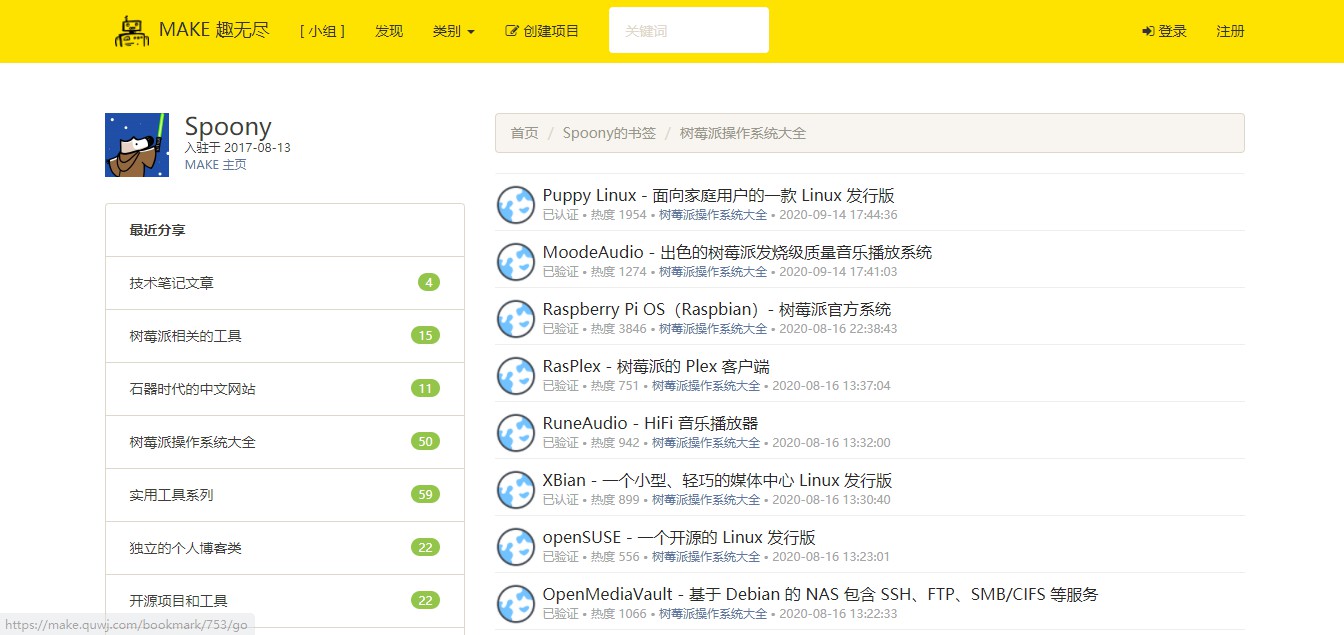 MAKE 趣无尽
[ 小组 ]
发现
类别
创建项目
关键词
登录
注册
Spoony
入驻于 2017-08-13
MAKE 主页
最近分享
技术笔记文章 4
树莓派相关的工具 15
石器时代的中文网站 11
树莓派操作系统大全 50
实用工具系列 59
独立的个人博客类 22
开源项目和工具 22
首页 / Spoony的书签 / 树莓派操作系统大全
Puppy Linux - 面向家庭用户的一款 Linux 发行版
已认证 • 热度 1954 • 树莓派操作系统大全 • 2020-09-14 17:44:36
MoodeAudio - 出色的树莓派发烧级质量音乐播放系统
已验证 • 热度 1274 • 树莓派操作系统大全 • 2020-09-14 17:41:03
Raspberry Pi OS（Raspbian）- 树莓派官方系统
已验证 • 热度 3846 • 树莓派操作系统大全 • 2020-08-16 22:38:43
RasPlex - 树莓派的 Plex 客户端
已验证 • 热度 751 • 树莓派操作系统大全 • 2020-08-16 13:37:04
RuneAudio - HiFi 音乐播放器
已验证 • 热度 942 • 树莓派操作系统大全 • 2020-08-16 13:32:00
XBian - 一个小型、轻巧的媒体中心 Linux 发行版
已认证 • 热度 899 • 树莓派操作系统大全 • 2020-08-16 13:30:40
openSUSE - 一个开源的 Linux 发行版
已验证 • 热度 556 • 树莓派操作系统大全 • 2020-08-16 13:23:01
OpenMediaVault - 基于 Debian 的 NAS 包含 SSH、FTP、SMB/CIFS 等服务
已验证 • 热度 1066 • 树莓派操作系统大全 • 2020-08-16 13:22:33
https://make.quwj.com/bookmark/753/go